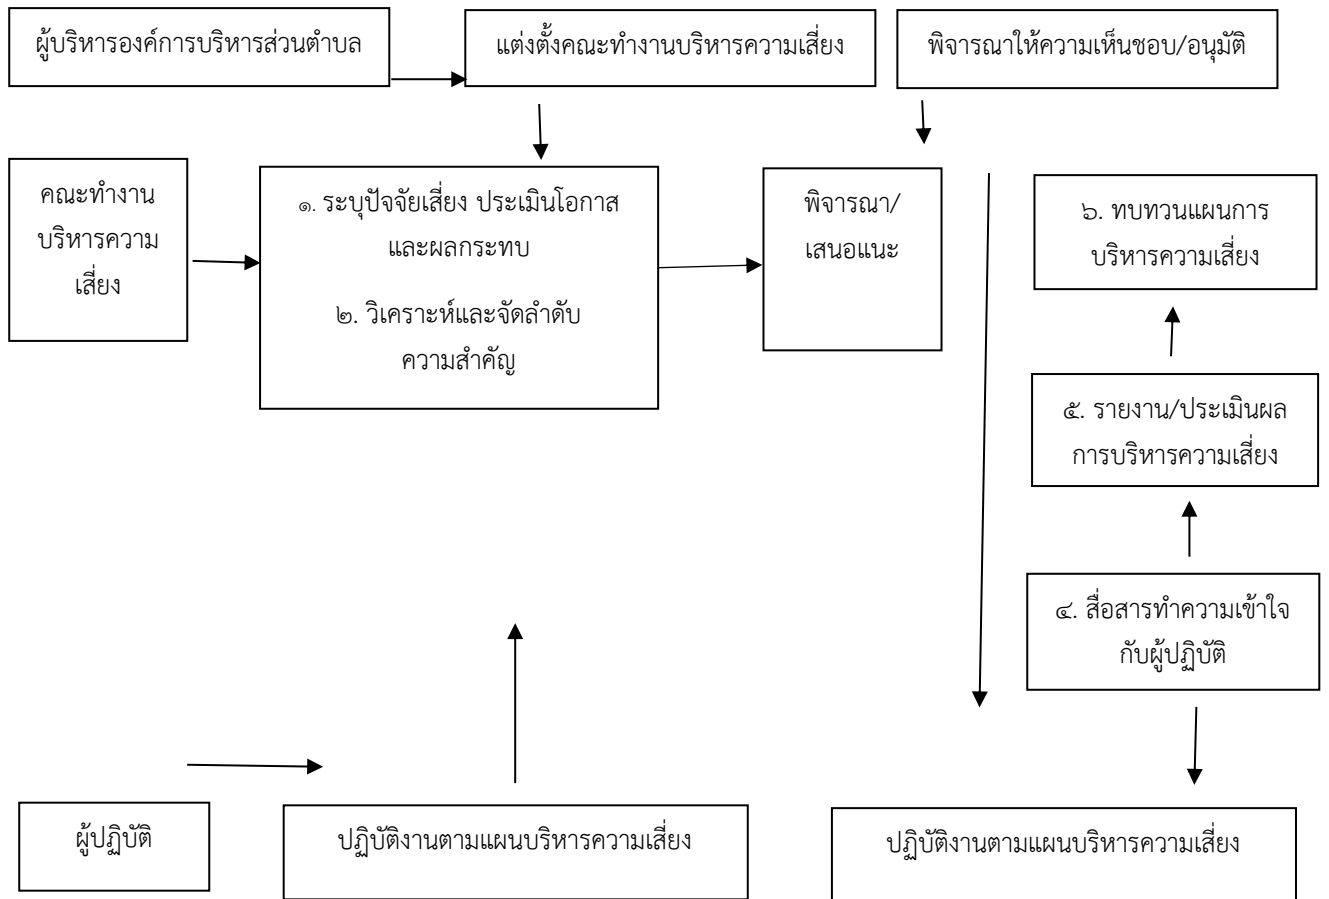 ผู้บริหารองค์การบริหารส่วนตำบล
แต่งตั้งคณะทำงานบริหารความเสี่ยง
พิจารณาให้ความเห็นชอบ/อนุมัติ
คณะทำงาน
บริหารความ
เสี่ยง
๑. ระบุปัจจัยเสี่ยง ประเมินโอกาส
และผลกระทบ
๒. วิเคราะห์และจัดลำดับ
ความสำคัญ
พิจารณา/
เสนอแนะ
๖. ทบทวนแผนการ
บริหารความเสี่ยง
๕. รายงาน/ประเมินผล
การบริหารความเสี่ยง
๔. สื่อสารทำความเข้าใจ
กับผู้ปฏิบัติ
ผู้ปฏิบัติ
ปฏิบัติงานตามแผนบริหารความเสี่ยง
ปฏิบัติงานตามแผนบริหารความเสี่ยง